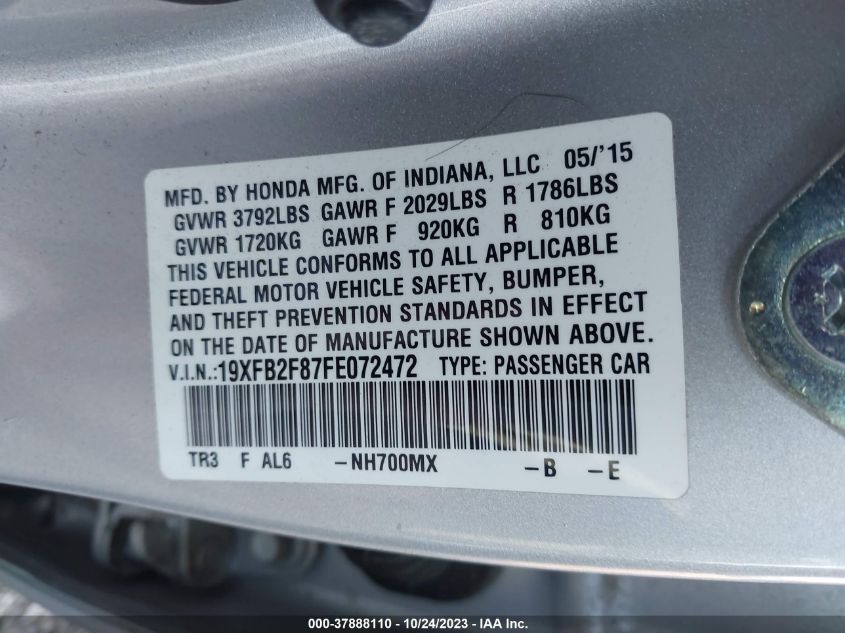 MFD. BY HONDA MFG. OF INDIANA, LLC 05/'15
GVWR 3792LBS GAWR F 2029LBS R 1786LBS
GVWR 1720KG GAWR F 920KG R 810KG
THIS VEHICLE CONFORMS TO ALL APPLICABLE
FEDERAL MOTOR VEHICLE SAFETY, BUMPER,
AND THEFT PREVENTION STANDARDS IN EFFECT
ON THE DATE OF MANUFACTURE SHOWN ABOVE.
V.I.N.:19XFB2F87FE072472 TYPE: PASSENGER CAR
TR3 F AL6 -NH700MX -B -E
000-37888110 - 10/24/2023 - IAA Inc.